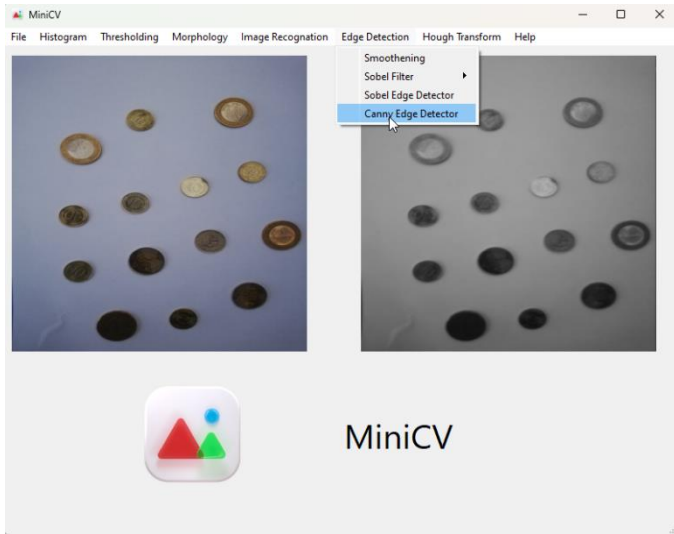 MiniCV
File Histogram Thresholding Morphology Image Recognation Edge Detection Hough Transform Help
Smoothening
Sobel Filter
Sobel Edge Detector
Canny Edge Detector
MiniCV